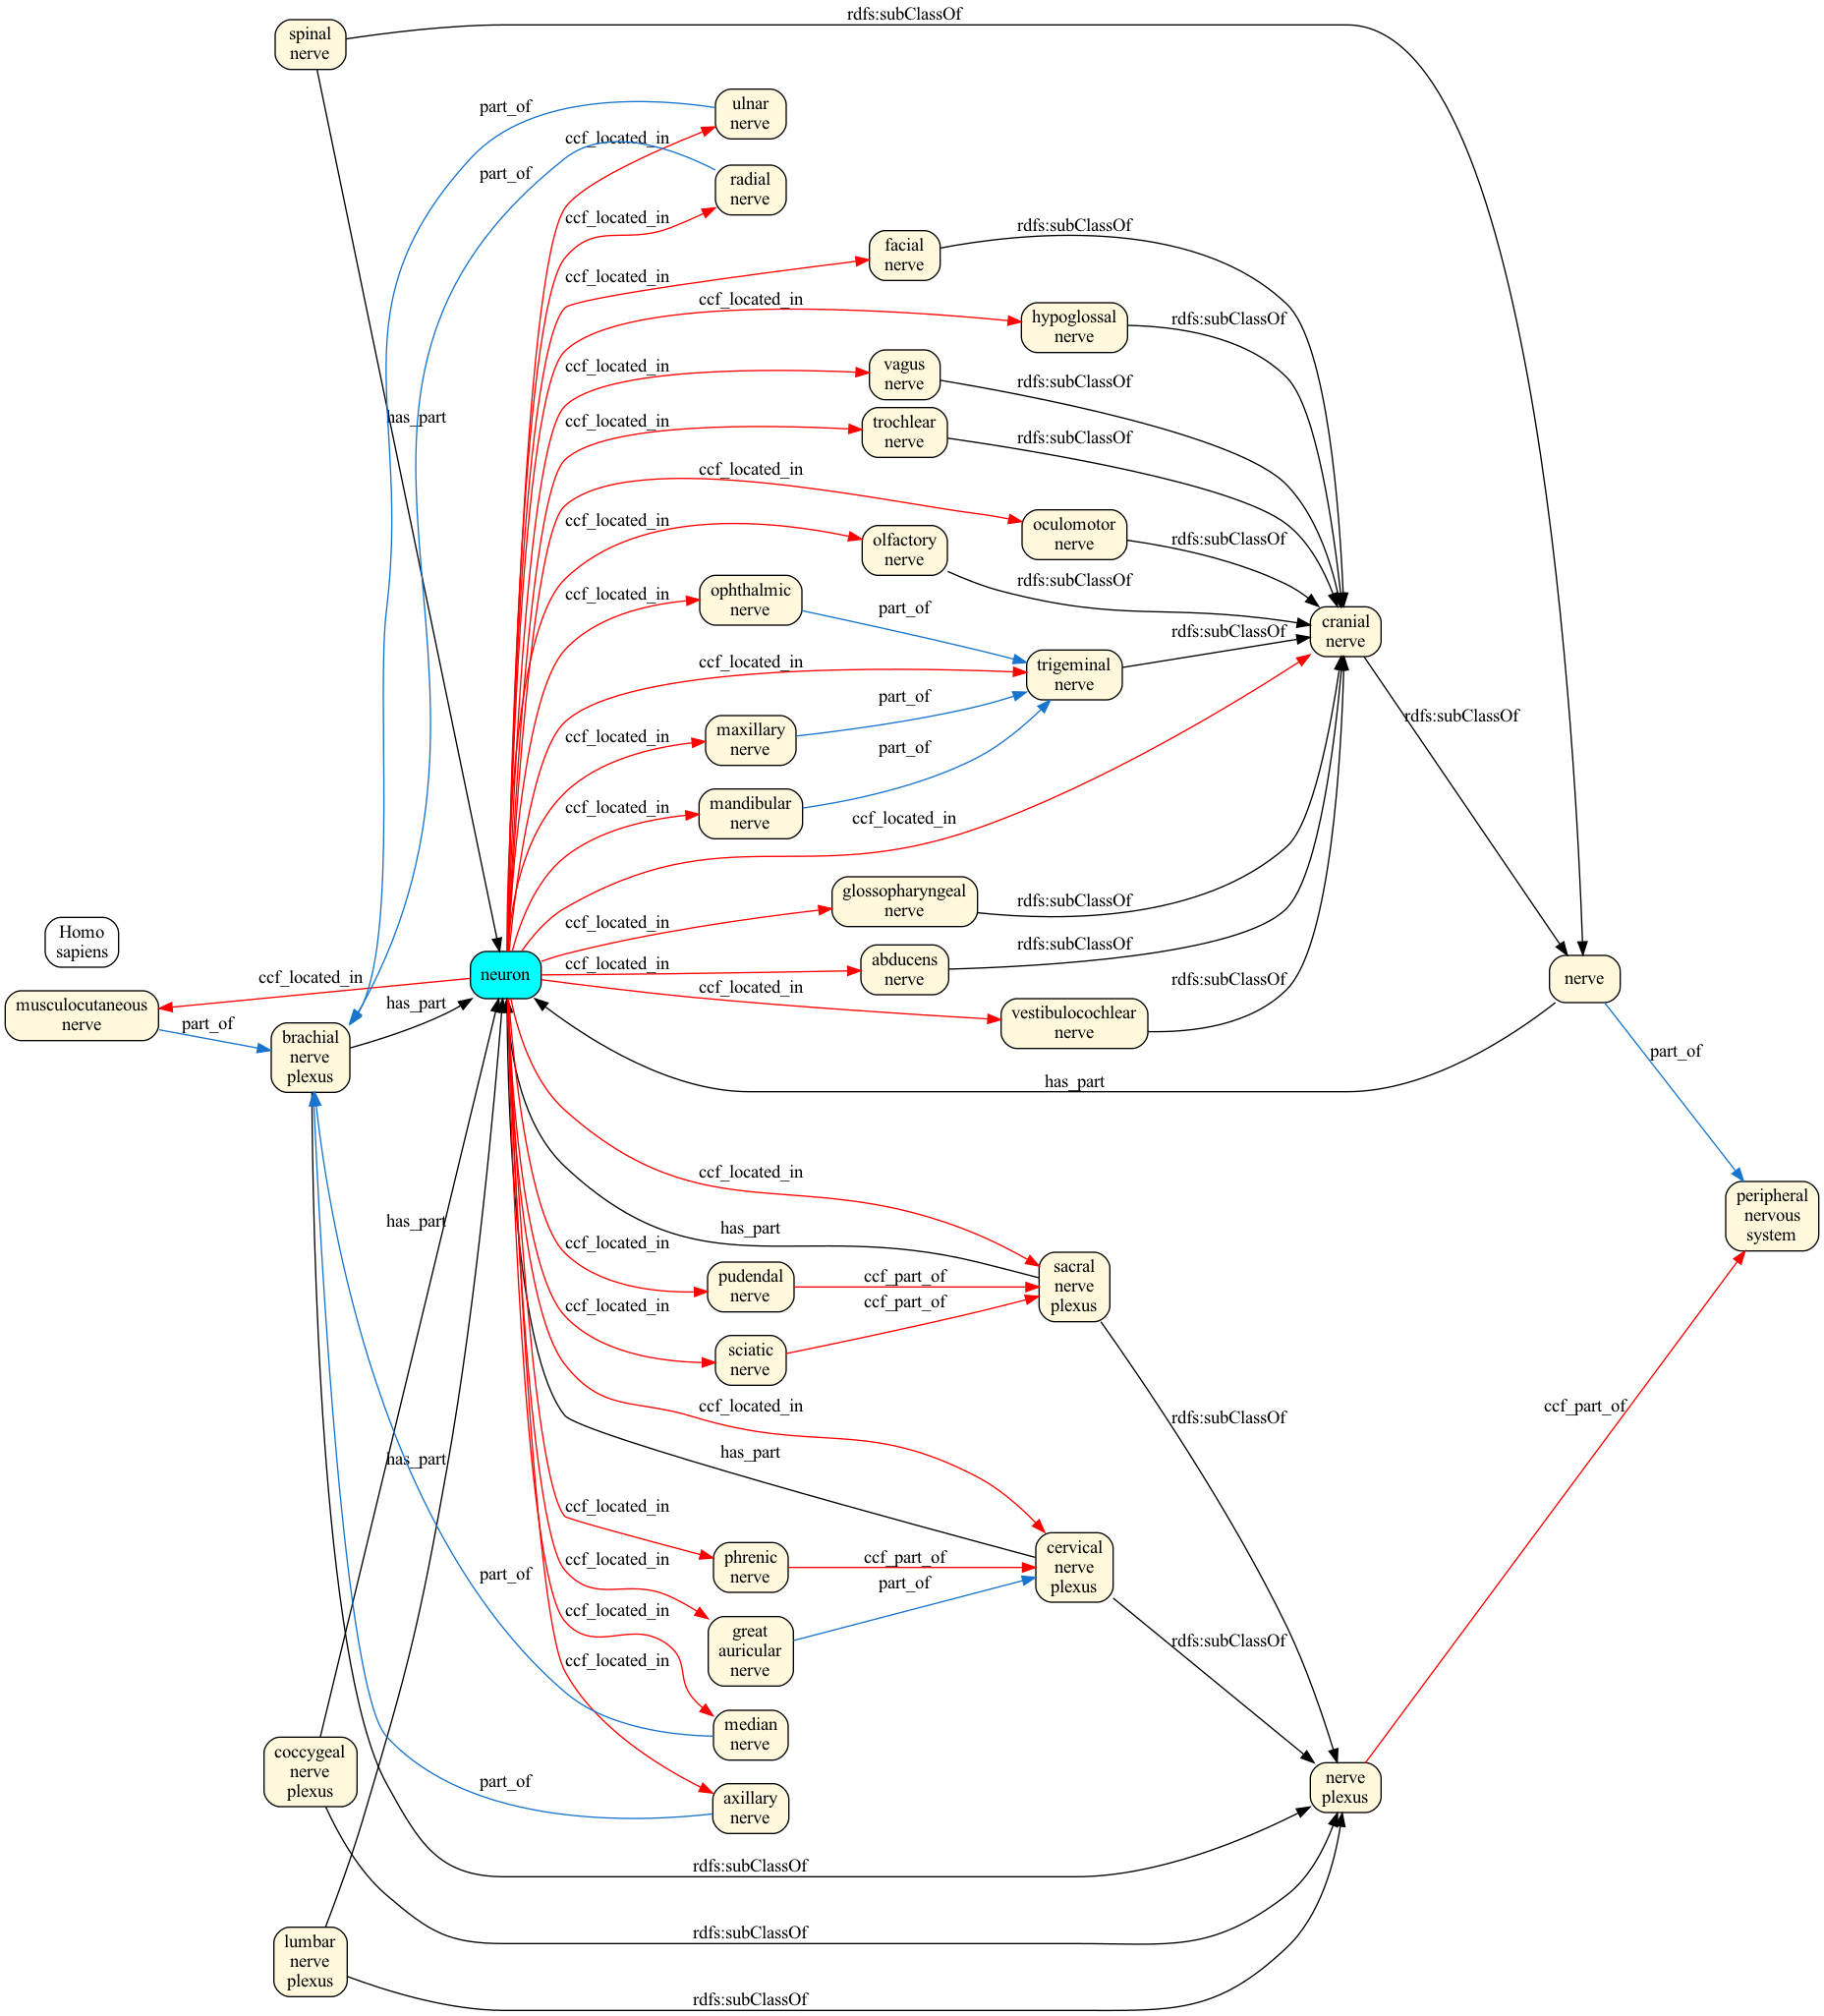 rdfs:subClassOf
spinal
nerve
part_of
ulnar
nerve
ccf_located_in
part_of
radial
nerve
ccf_located_in
rdfs:subClassOf
facial
nerve
ccf_located_in
ccf_located_in
hypoglossal
nerve
rdfs:subClassOf
vagus
nerve
ccf_located_in
rdfs:subClassOf
has_part
trochlear
nerve
ccf_located_in
rdfs:subClassOf
ccf_located_in
oculomotor
nerve
rdfs:subClassOf
ccf_located_in
olfactory
nerve
rdfs:subClassOf
ccf_located_in
ophthalmic
nerve
part_of
cranial
nerve
rdfs:subClassOf
ccf_located_in
trigeminal
nerve
part_of
rdfs:subClassOf
ccf_located_in
maxillary
nerve
part_of
ccf_located_in
mandibular
nerve
ccf_located_in
glossopharyngeal
nerve
rdfs:subClassOf
ccf_located_in
Homo
sapiens
rdfs:subClassOf
abducens
nerve
ccf_located_in
neuron
ccf_located_in
rdfs:subClassOf
nerve
ccf_located_in
musculocutaneous
nerve
part_of
has_part
vestibulocochlear
nerve
brachial
nerve
plexus
part_of
has_part
ccf_located_in
peripheral
nervous
system
has_part
has_part
ccf_located_in
pudendal
nerve
ccf_part_of
sacral
nerve
plexus
ccf_located_in
ccf_part_of
sciatic
nerve
ccf_located_in
ccf_part_of
rdfs:subClassOf
has_part
has_part
ccf_located_in
phrenic
nerve
ccf_part_of
cervical
nerve
plexus
part_of
ccf_located_in
part_of
ccf_located_in
great
auricular
nerve
rdfs:subClassOf
ccf_located_in
median
nerve
coccygeal
nerve
plexus
part_of
axillary
nerve
nerve
plexus
rdfs:subClassOf
rdfs:subClassOf
lumbar
nerve
plexus
rdfs:subClassOf